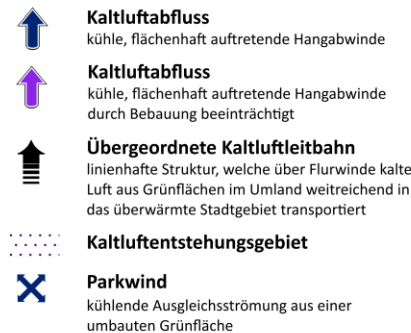 Kaltluftabfluss
kühle, flächenhaft auftretende Hangabwinde
Kaltluftabfluss
kühle, flächenhaft auftretende Hangabwinde
durch Bebauung beeinträchtigt
Übergeordnete Kaltluftleitbahn
linienhafte Struktur, welche über Flurwinde kalte
Luft aus Grünflächen im Umland weitreichend in
das überwärmte Stadtgebiet transportiert
Kaltluftentstehungsgebiet
Parkwind
kühlende Ausgleichsströmung aus einer
umbauten Grünfläche